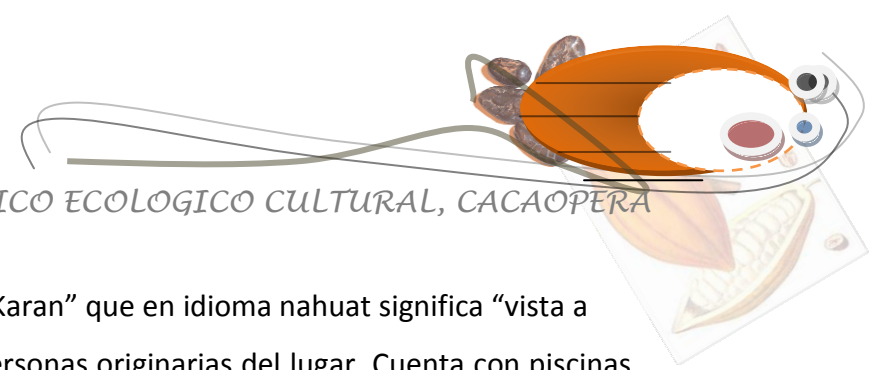 ICO ECOLOGICO CULTURAL, CACAOPERA
Karan” que en idioma nahuat significa “vista a
ersonas originarias del lugar. Cuenta con piscinas